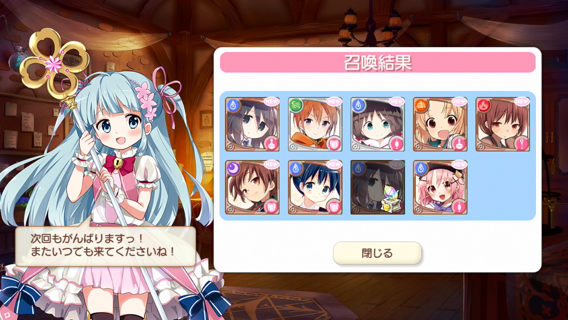 召喚結果
次回もがんばりますっ！
またいつでも来てくださいね！
閉じる